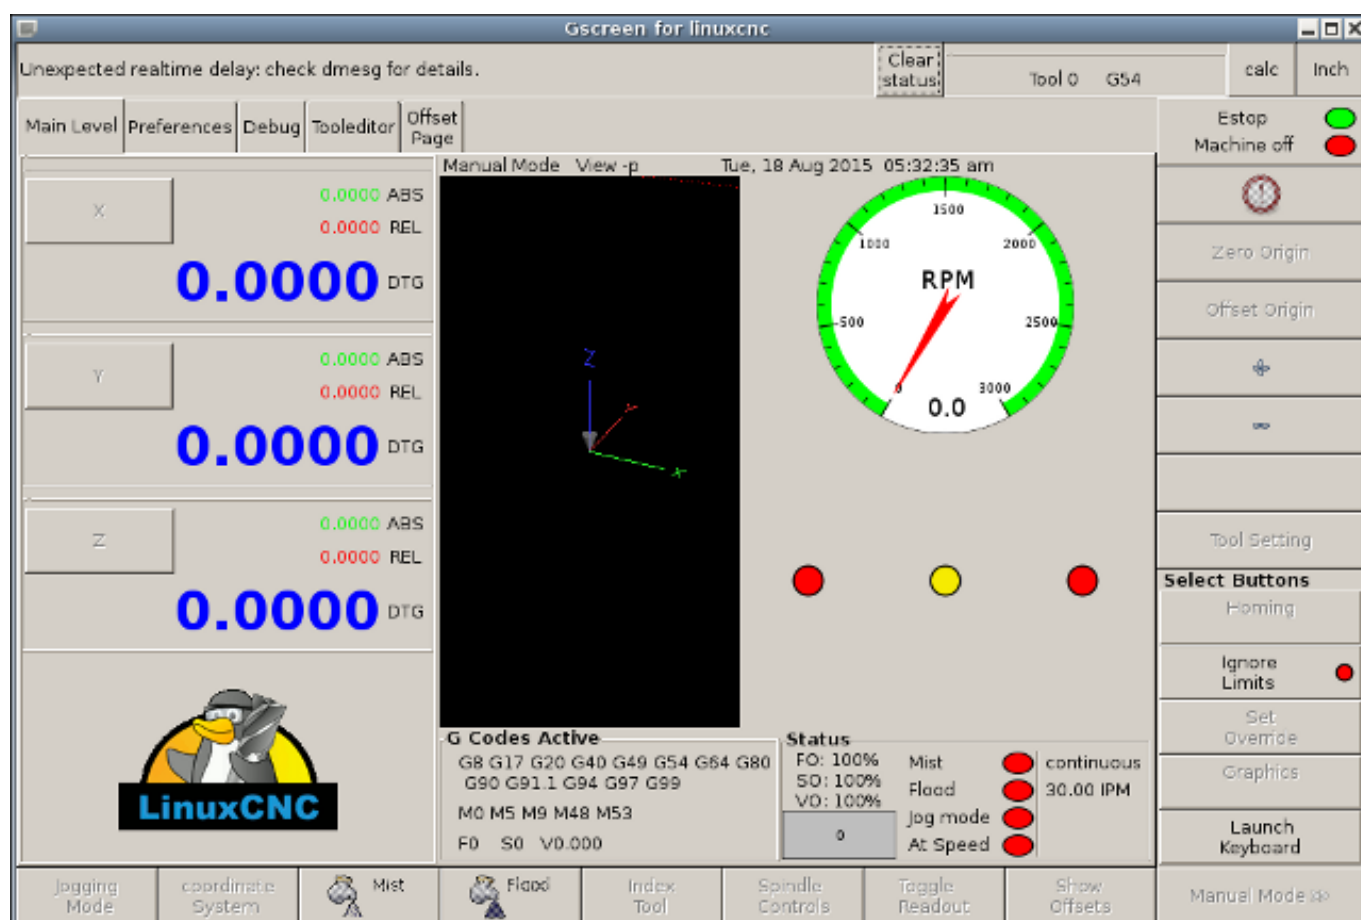 Gscreen for linuxcnc
Unexpected realtime delay: check dmesg for details.
Clear
status
Tool 0 G54
calc
Inch
Main Level
Preferences
Debug
Tooleditor
Offset
Page
Estop
Machine off
Manual Mode View -p Tue, 18 Aug 2015 05:32:35 am
X
0.0000 ABS
0.0000 REL
0.0000 DTG
Y
0.0000 ABS
0.0000 REL
0.0000 DTG
Z
0.0000 ABS
0.0000 REL
0.0000 DTG
LinuxCNC
Z
Y
X
0
500
1000
1500
2000
2500
3000
RPM
0.0
Zero Origin
Offset Origin
Tool Setting
Select Buttons
Homing
Ignore
Limits
Set
Override
Graphics
Launch
Keyboard
G Codes Active
G8 G17 G20 G40 G49 G54 G64 G80
G90 G91.1 G94 G97 G99
M0 M5 M9 M48 M53
F0 S0 V0.000
Status
FO: 100%
SO: 100%
VO: 100%
0
Mist
Flood
Jog mode
At Speed
continuous
30.00 IPM
Jogging
Mode
coordinate
System
Mist
Flood
Index
Tool
Spindle
Controls
Toggle
Readout
Show
Offsets
Manual Mode